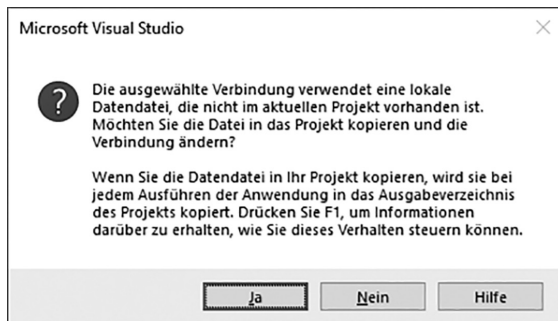 Microsoft Visual Studio
Die ausgewählte Verbindung verwendet eine lokale
Datendatei, die nicht im aktuellen Projekt vorhanden ist.
Möchten Sie die Datei in das Projekt kopieren und die
Verbindung ändern?
Wenn Sie die Datendatei in Ihr Projekt kopieren, wird sie bei
jedem Ausführen der Anwendung in das Ausgabeverzeichnis
des Projekts kopiert. Drücken Sie F1, um Informationen
darüber zu erhalten, wie Sie dieses Verhalten steuern können.
Ja Nein Hilfe